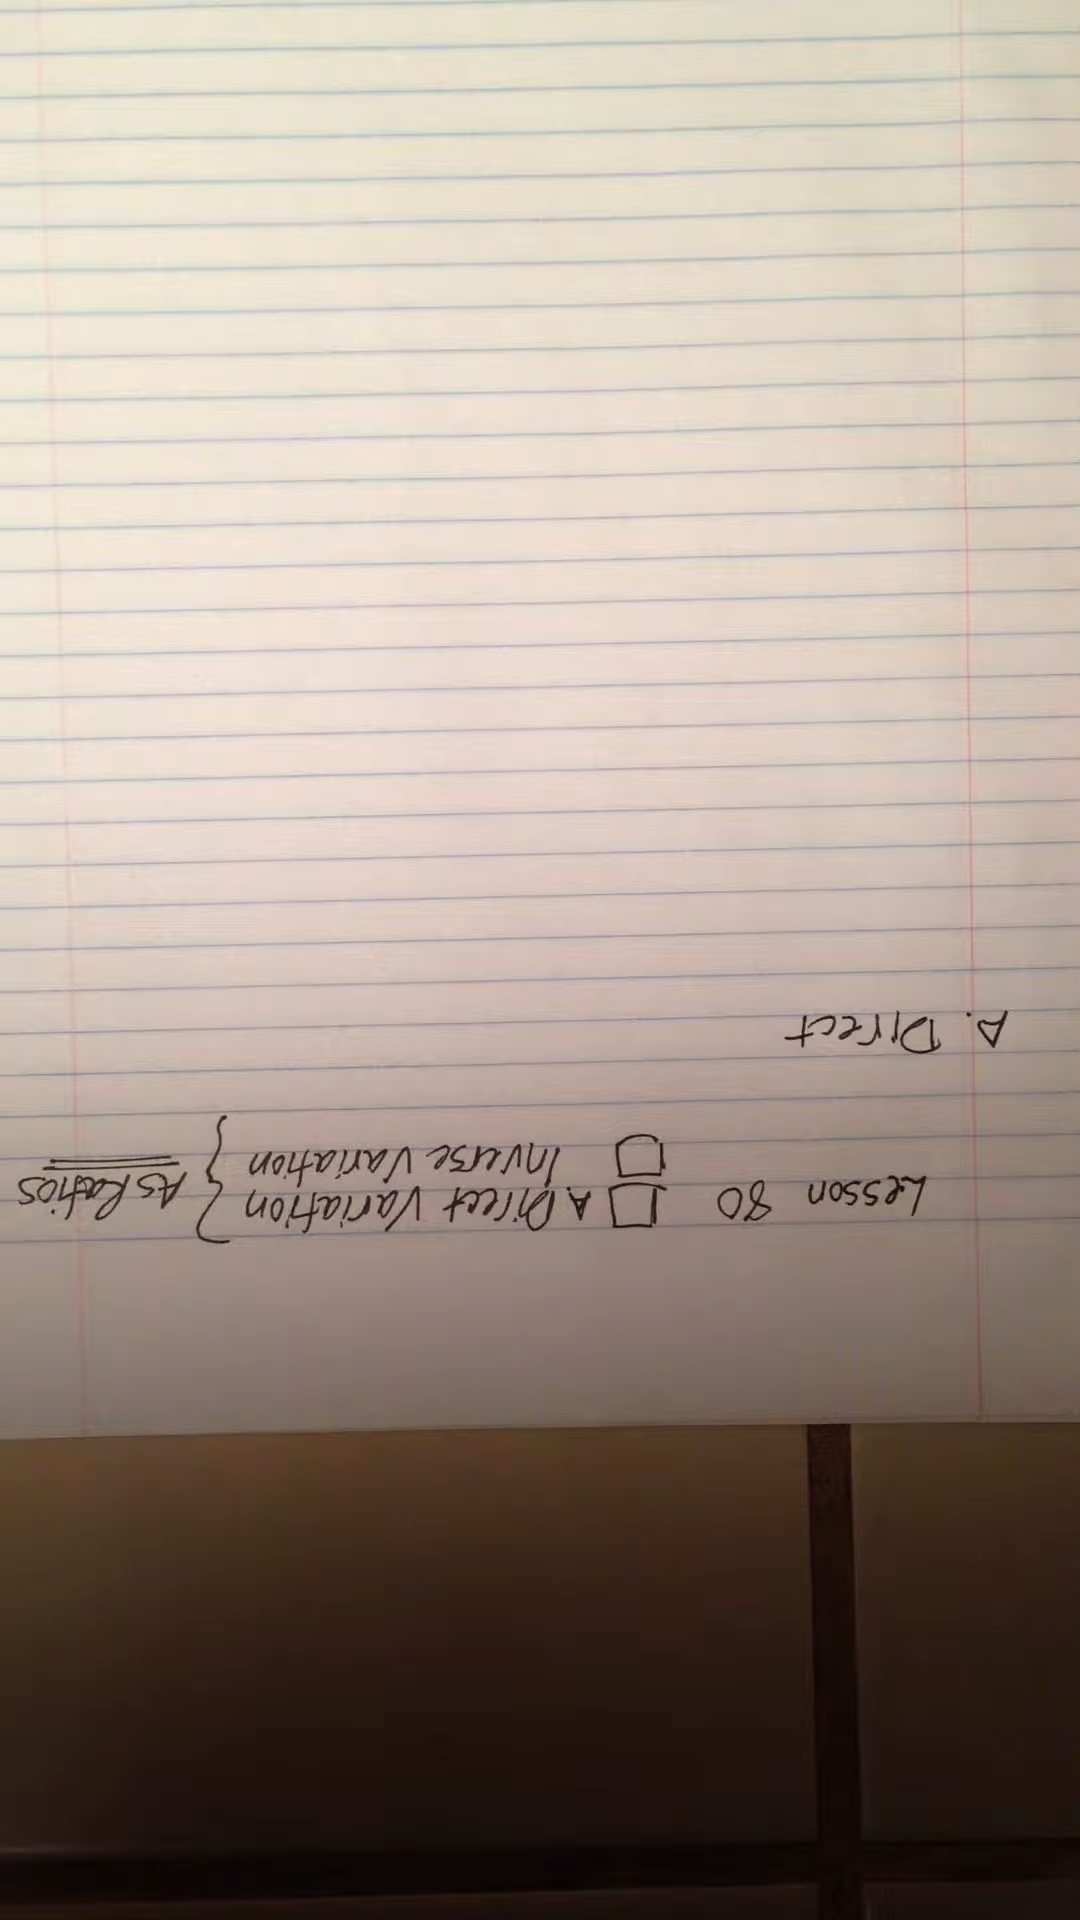 Lesson 80 □ A. Direct Variation } As Ratios
□ Inverse Variation
A. Direct